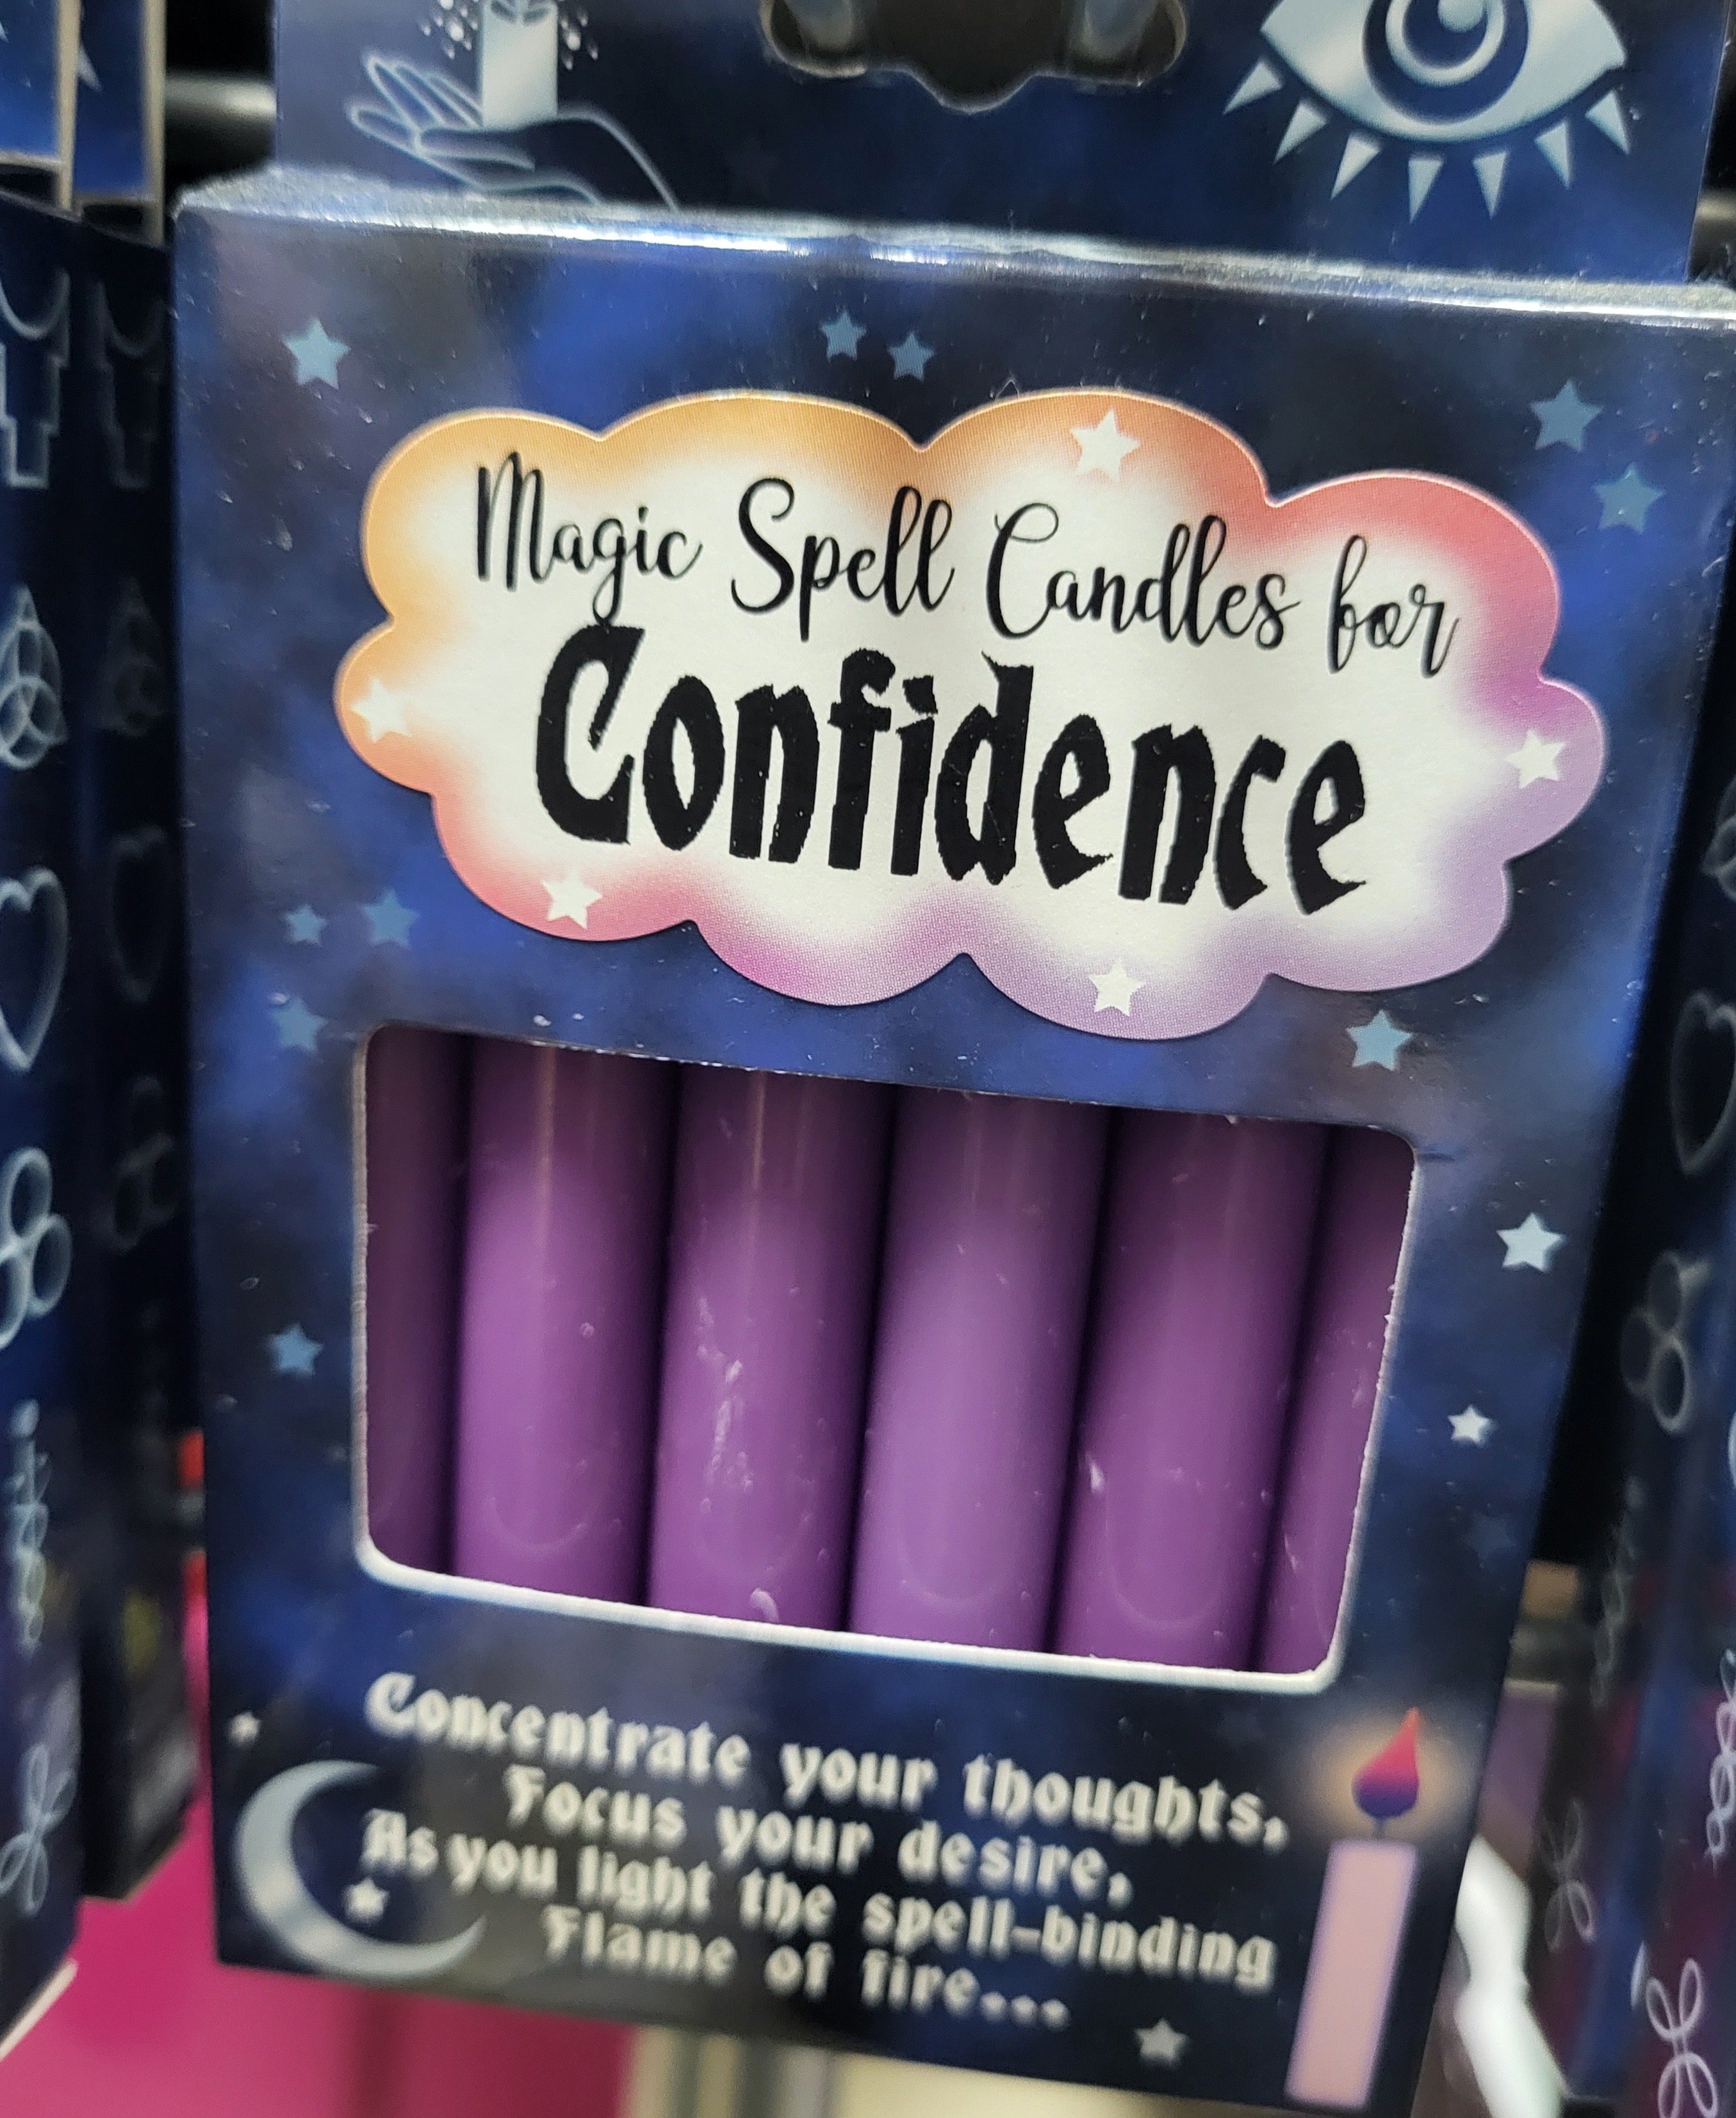 Magic Spell Candles for
Confidence
Concentrate your thoughts,
Focus your desire,
As you light the spell-binding
Flame of fire...